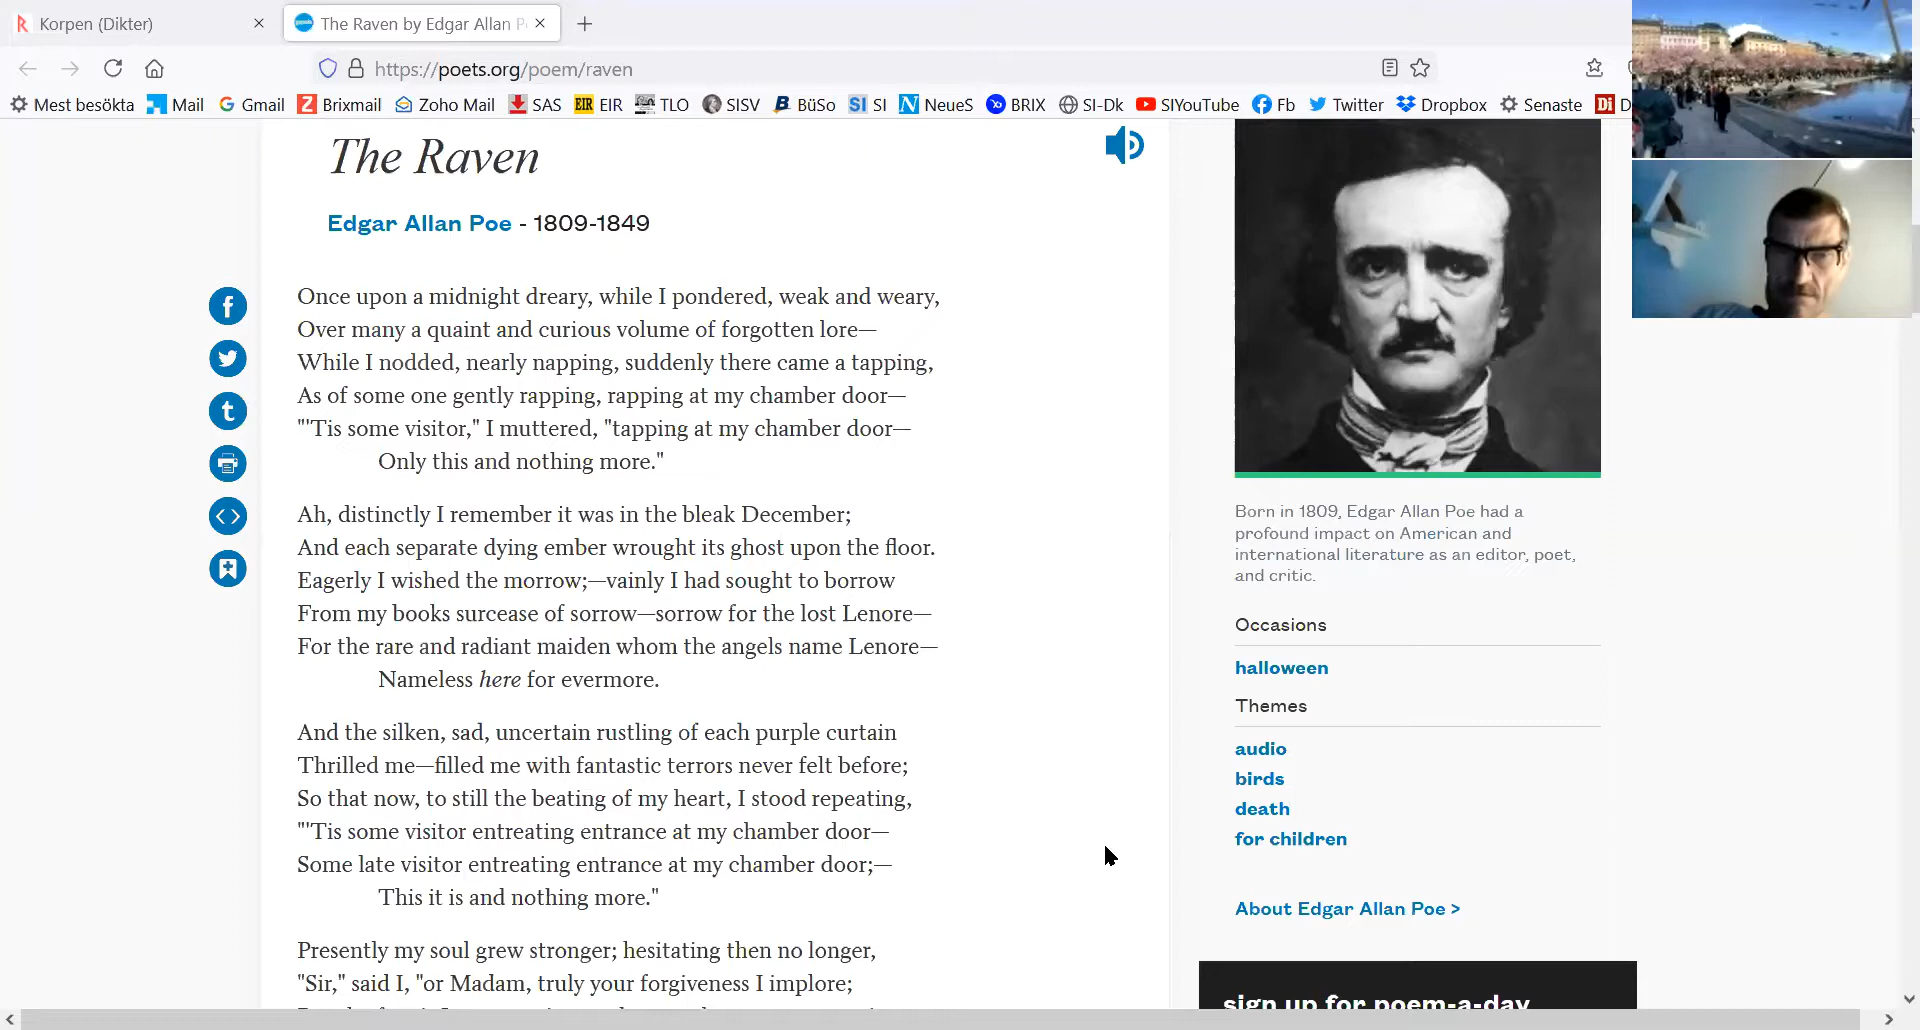 Korpen (Dikter)
The Raven by Edgar Allan P
https://poets.org/poem/raven
Mest besökta Mail Gmail Brixmail Zoho Mail SAS EIR TLO SISV BüSo SI NeueS BRIX SI-Dk SIYouTube Fb Twitter Dropbox Senaste Di D
The Raven
Edgar Allan Poe - 1809-1849
Once upon a midnight dreary, while I pondered, weak and weary,
Over many a quaint and curious volume of forgotten lore—
While I nodded, nearly napping, suddenly there came a tapping,
As of some one gently rapping, rapping at my chamber door—
"'Tis some visitor," I muttered, "tapping at my chamber door—
Only this and nothing more."
Ah, distinctly I remember it was in the bleak December;
And each separate dying ember wrought its ghost upon the floor.
Eagerly I wished the morrow;—vainly I had sought to borrow
From my books surcease of sorrow—sorrow for the lost Lenore—
For the rare and radiant maiden whom the angels name Lenore—
Nameless here for evermore.
And the silken, sad, uncertain rustling of each purple curtain
Thrilled me—filled me with fantastic terrors never felt before;
So that now, to still the beating of my heart, I stood repeating,
"'Tis some visitor entreating entrance at my chamber door—
Some late visitor entreating entrance at my chamber door;—
This it is and nothing more."
Presently my soul grew stronger; hesitating then no longer,
"Sir," said I, "or Madam, truly your forgiveness I implore;
Born in 1809, Edgar Allan Poe had a
profound impact on American and
international literature as an editor, poet,
and critic.
Occasions
halloween
Themes
audio
birds
death
for children
About Edgar Allan Poe >
sign up for poem-a-day